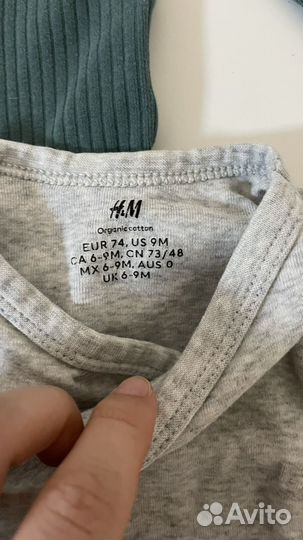 H&M
Organic cotton
EUR 74, US 9M
CA 6-9M, CN 73/48
MX 6-9M, AUS 0
UK 6-9M
Avito